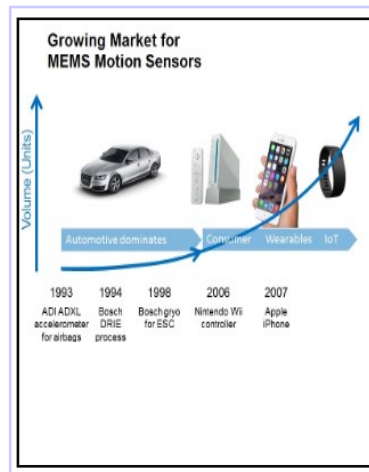 Growing Market for
MEMS Motion Sensors
Volume (Units)
Automotive dominates
Consumer
Wearables
IoT
1993
ADI ADXL
accelerometer
for airbags
1994
Bosch
DRIE
process
1998
Bosch gryo
for ESC
2006
Nintendo Wii
controller
2007
Apple
iPhone